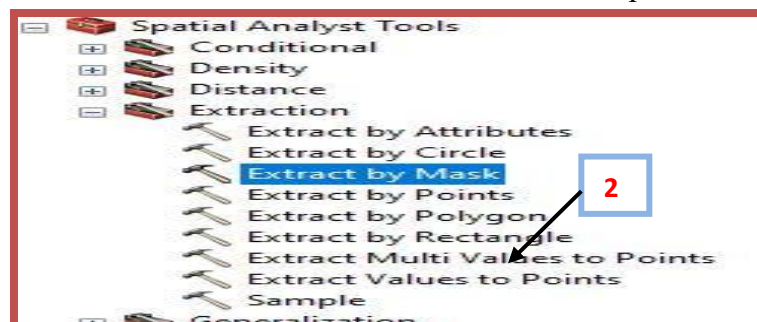 Spatial Analyst Tools
Conditional
Density
Distance
Extraction
Extract by Attributes
Extract by Circle
Extract by Mask
2
Extract by Points
Extract by Polygon
Extract by Rectangle
Extract Multi Values to Points
Extract Values to Points
Sample
Generalization